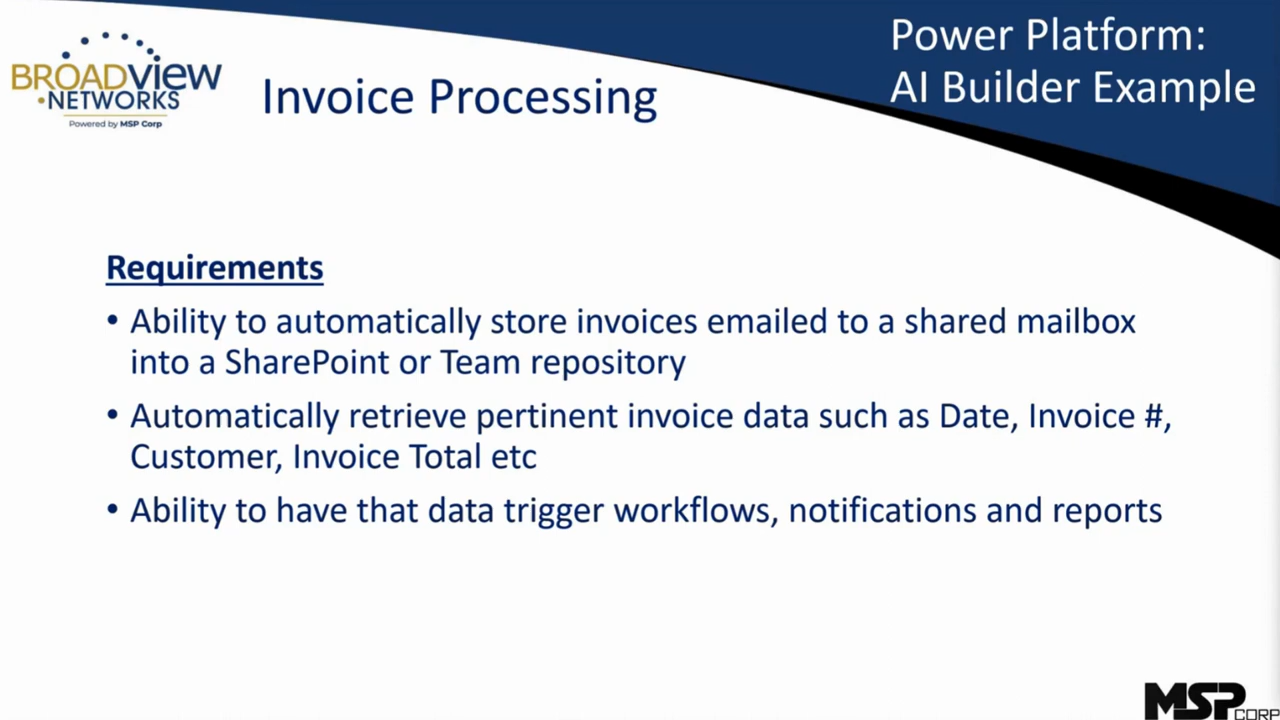 BROADVIEW
NETWORKS
Powered by MSP Corp
Invoice Processing
Power Platform:
AI Builder Example
Requirements
• Ability to automatically store invoices emailed to a shared mailbox
into a SharePoint or Team repository
• Automatically retrieve pertinent invoice data such as Date, Invoice #,
Customer, Invoice Total etc
• Ability to have that data trigger workflows, notifications and reports
MSP
CORP